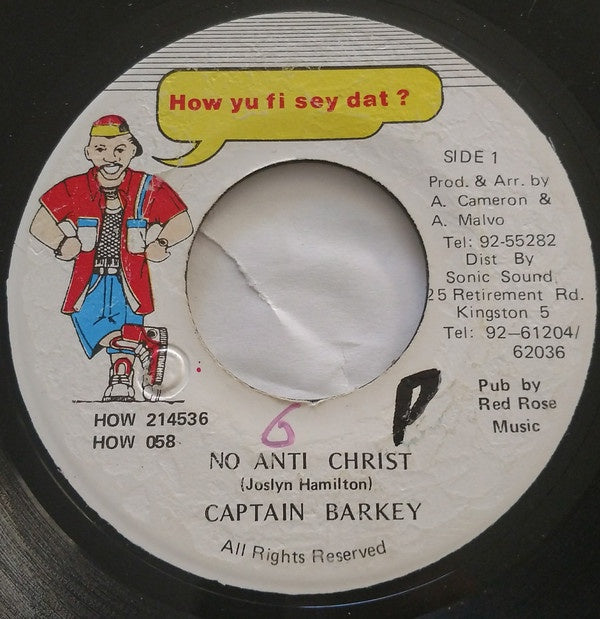 How yu fi sey dat ?
SIDE 1
Prod. & Arr. by
A. Cameron &
A. Malvo
Tel: 92-55282
Dist By
Sonic Sound,
25 Retirement Rd.
Kingston 5
Tel: 92–61204/
62036
Pub by
Red Rose
Music
HOW 214536
HOW 058
6
P
NO ANTI CHRIST
(Joslyn Hamilton)
CAPTAIN BARKEY
All Rights Reserved